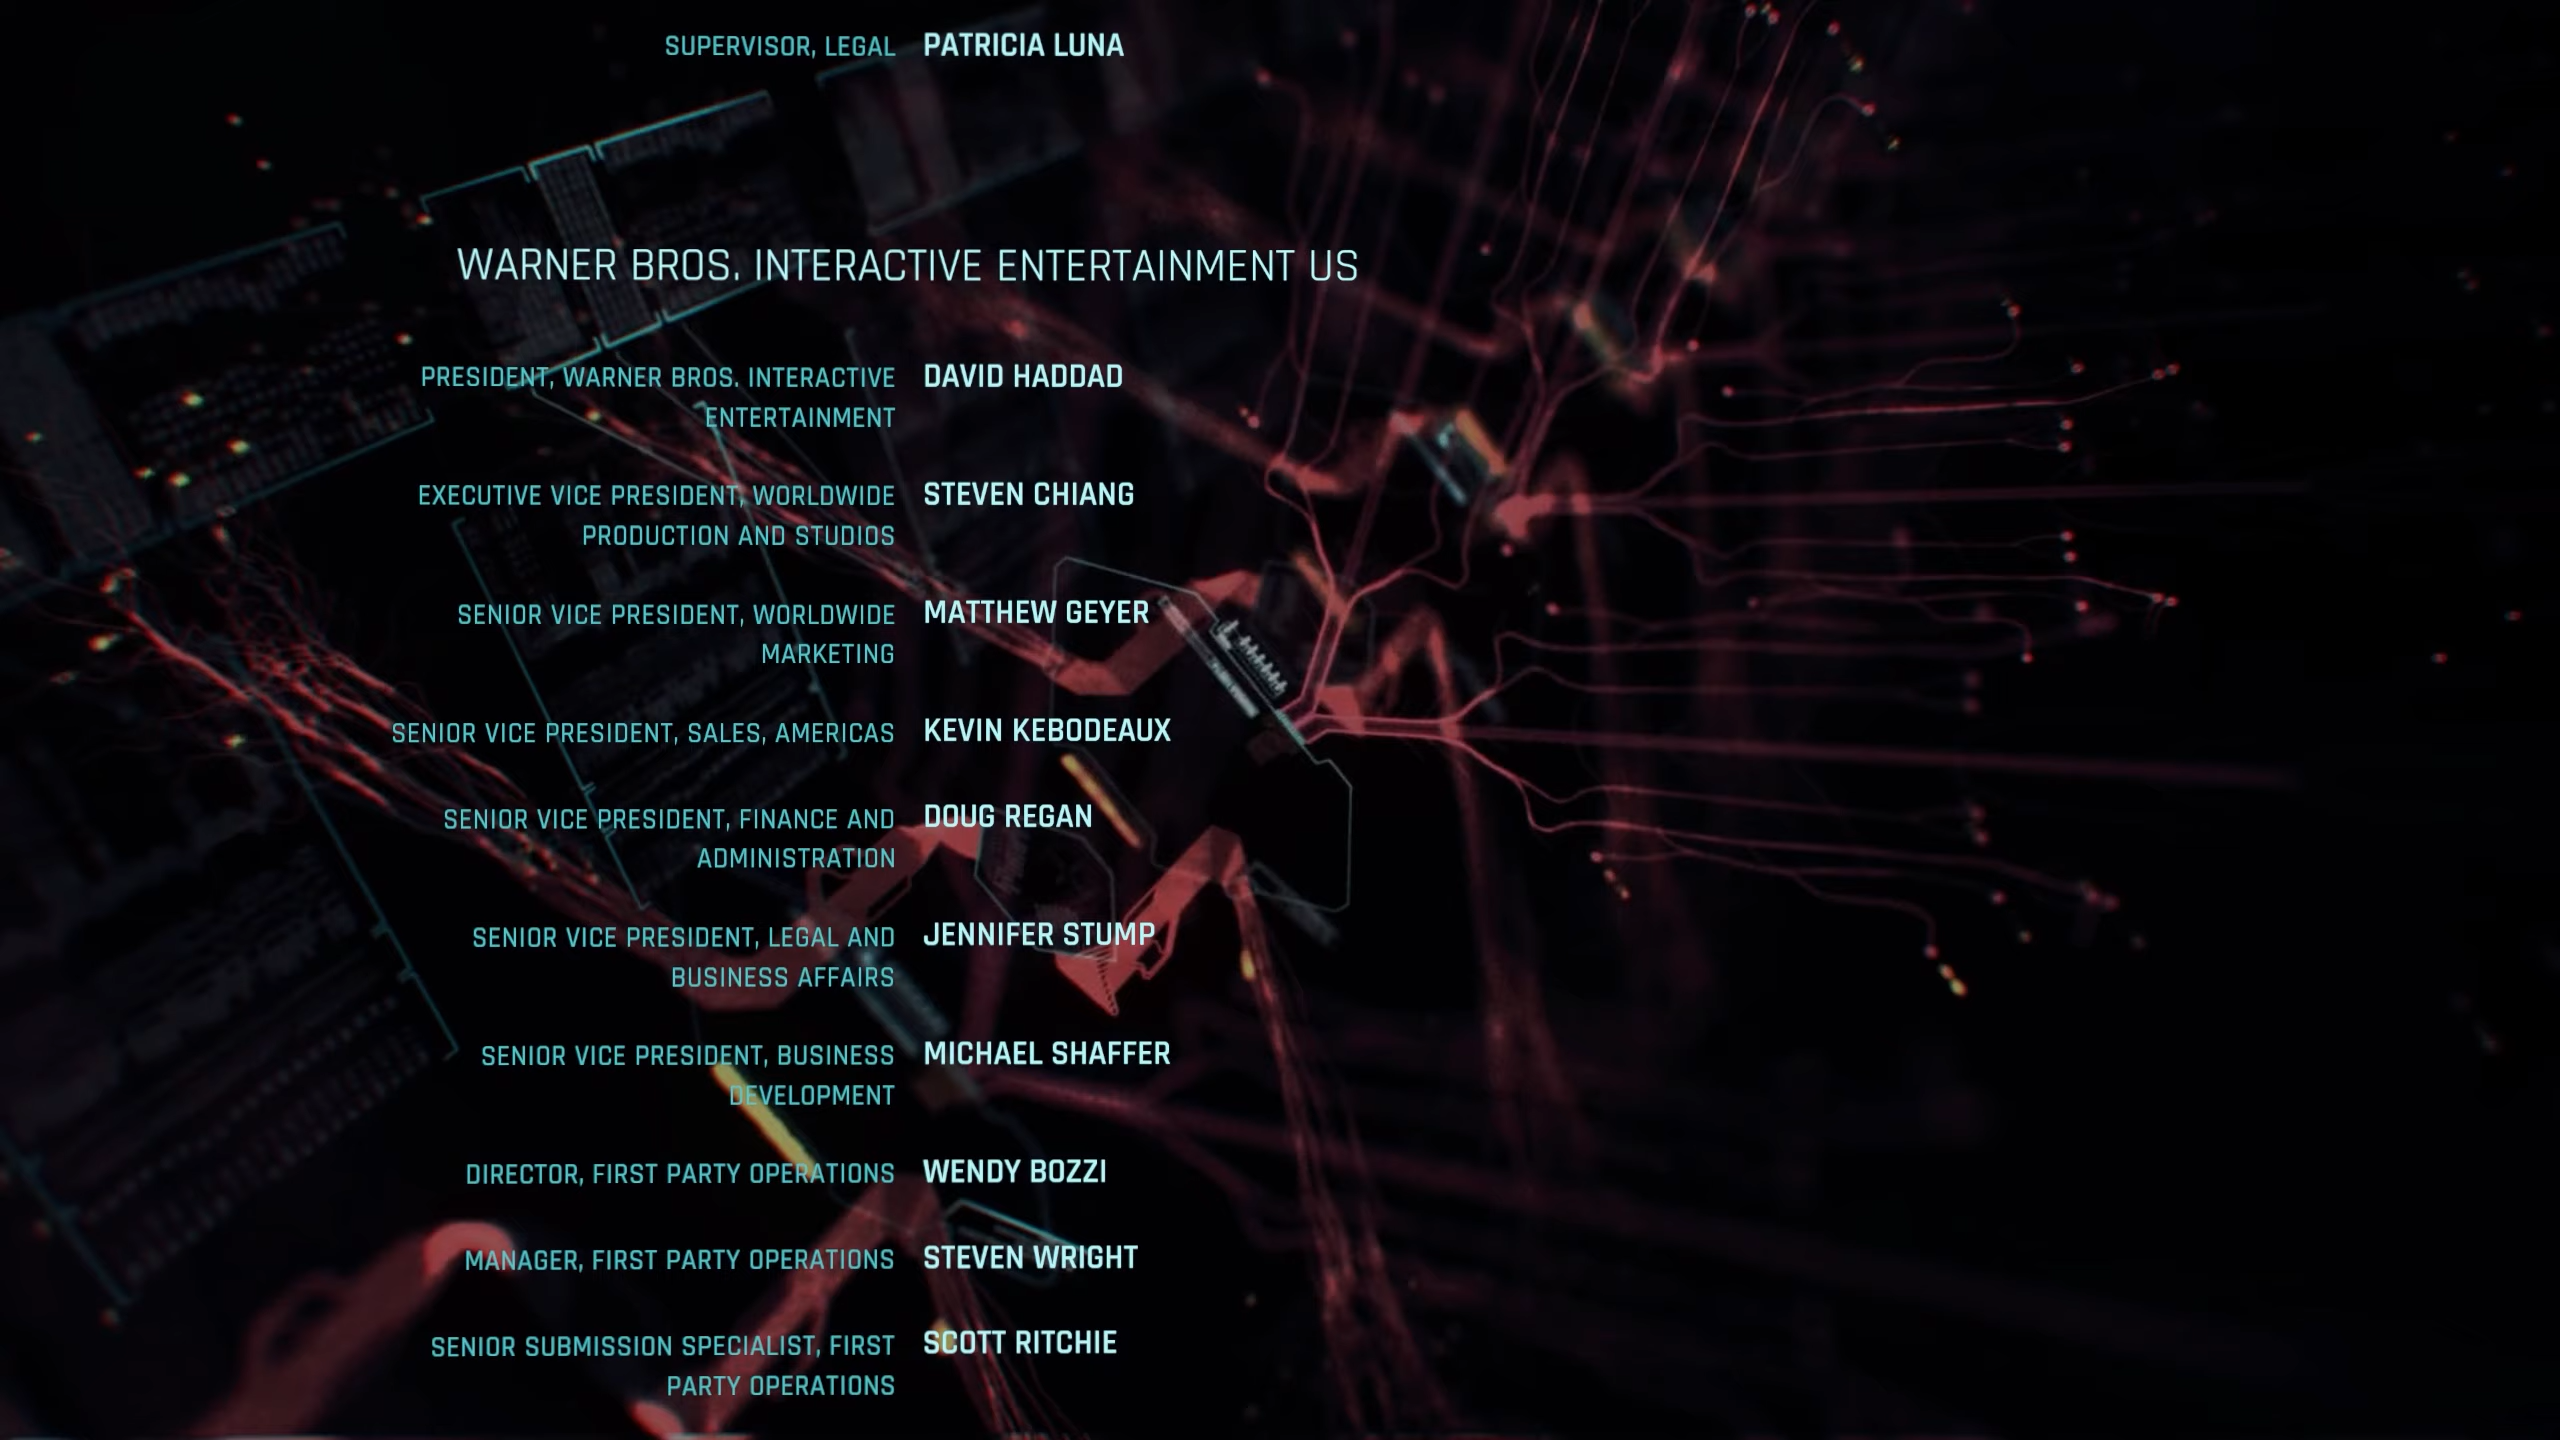 SUPERVISOR, LEGAL PATRICIA LUNA
WARNER BROS. INTERACTIVE ENTERTAINMENT US
PRESIDENT, WARNER BROS. INTERACTIVE DAVID HADDAD
ENTERTAINMENT
EXECUTIVE VICE PRESIDENT, WORLDWIDE STEVEN CHIANG
PRODUCTION AND STUDIOS
SENIOR VICE PRESIDENT, WORLDWIDE MATTHEW GEYER
MARKETING
SENIOR VICE PRESIDENT, SALES, AMERICAS KEVIN KEBODEAUX
SENIOR VICE PRESIDENT, FINANCE AND DOUG REGAN
ADMINISTRATION
SENIOR VICE PRESIDENT, LEGAL AND JENNIFER STUMP
BUSINESS AFFAIRS
SENIOR VICE PRESIDENT, BUSINESS MICHAEL SHAFFER
DEVELOPMENT
DIRECTOR, FIRST PARTY OPERATIONS WENDY BOZZI
MANAGER, FIRST PARTY OPERATIONS STEVEN WRIGHT
SENIOR SUBMISSION SPECIALIST, FIRST SCOTT RITCHIE
PARTY OPERATIONS